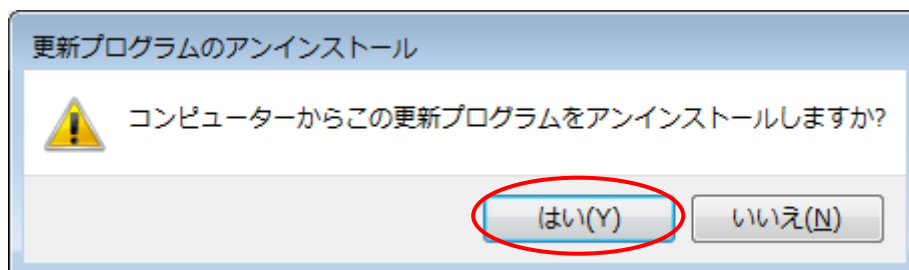 更新プログラムのアンインストール
コンピューターからこの更新プログラムをアンインストールしますか?
はい(Y) いいえ(N)